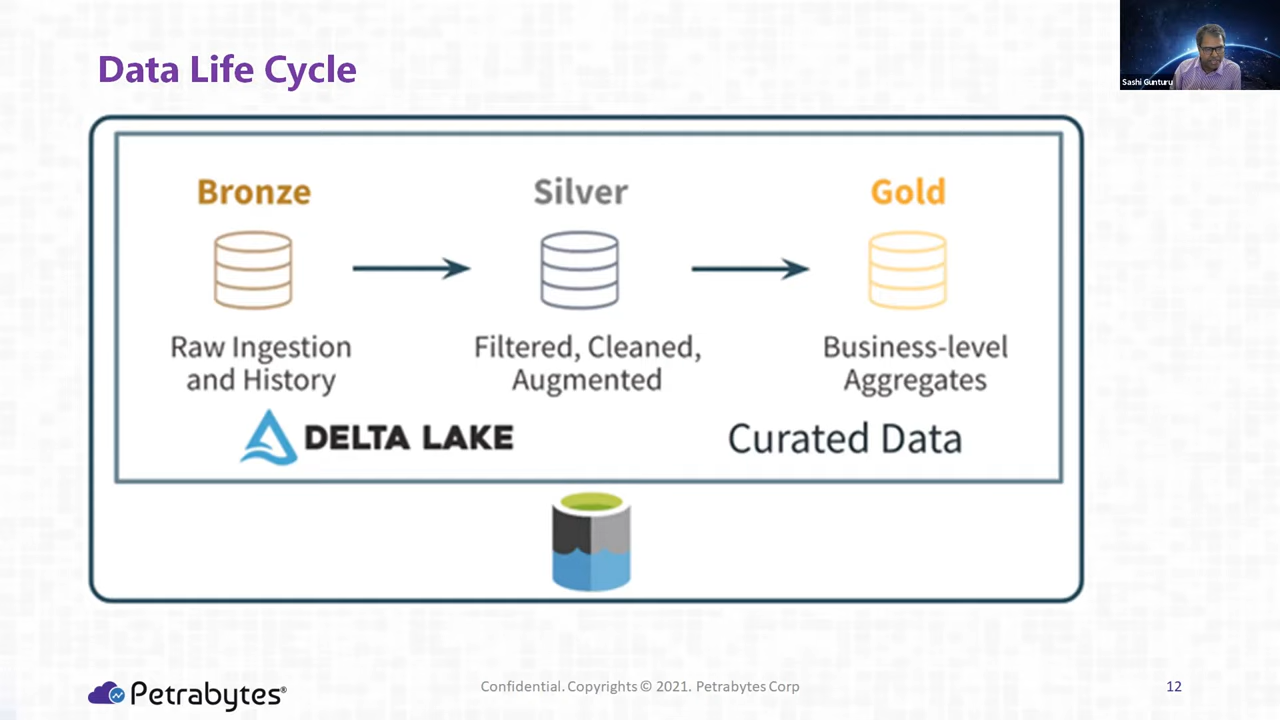 Data Life Cycle
Sashi Gunturu
Bronze
Silver
Gold
Raw Ingestion
and History
Filtered, Cleaned,
Augmented
Business-level
Aggregates
DELTA LAKE
Curated Data
Petrabytes®
Confidential. Copyrights © 2021. Petrabytes Corp
12